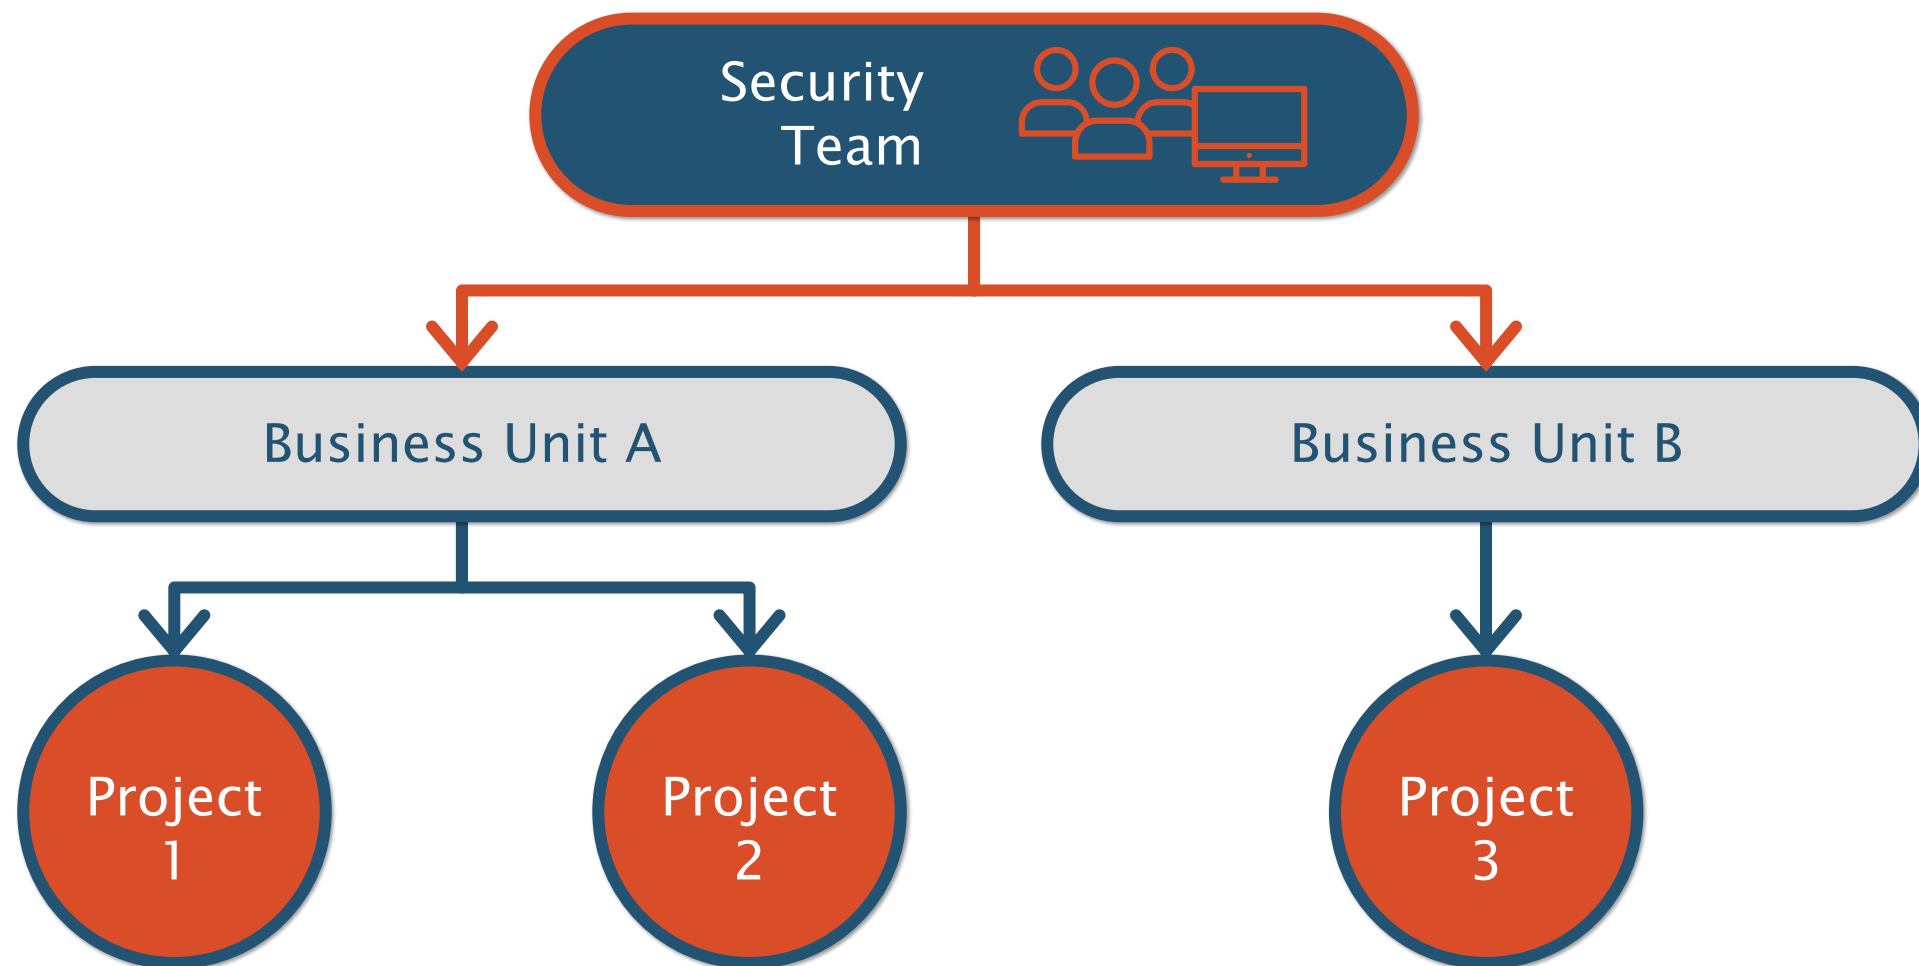 Security
Team
Business Unit A
Business Unit B
Project
1
Project
2
Project
3